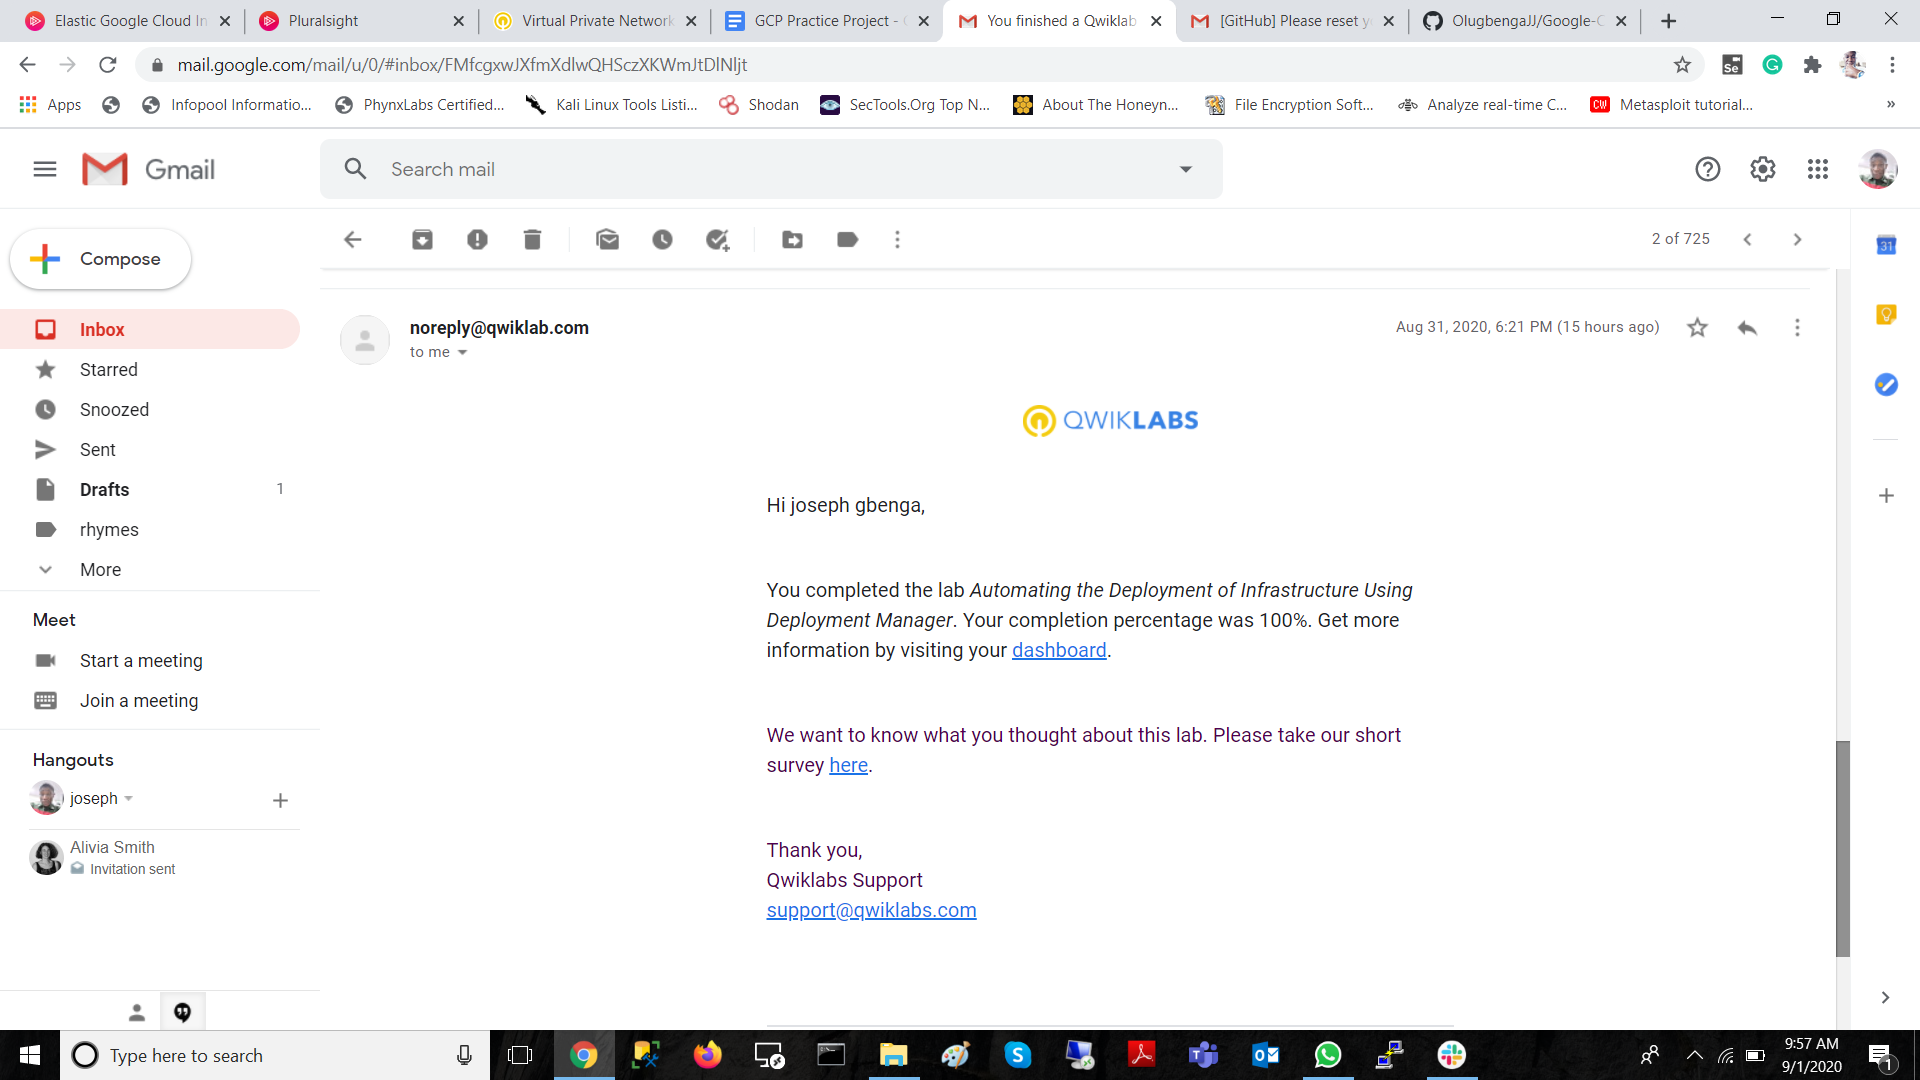 Elastic Google Cloud In
Pluralsight
Virtual Private Network
GCP Practice Project -
You finished a Qwiklab
[GitHub] Please reset y
OlugbengaJJ/Google-C
mail.google.com/mail/u/0/#inbox/FMfcgxwJXfmXdlwQHSczXKWmJtDlNljt
Apps
Infopool Informatio...
PhynxLabs Certified...
Kali Linux Tools Listi...
Shodan
SecTools.Org Top N...
About The Honeyn...
File Encryption Soft...
Analyze real-time C...
Metasploit tutorial...
Gmail
Search mail
Compose
2 of 725
Inbox
Starred
Snoozed
Sent
Drafts 1
rhymes
More
Meet
Start a meeting
Join a meeting
Hangouts
joseph
Alivia Smith
Invitation sent
noreply@qwiklab.com
to me
Aug 31, 2020, 6:21 PM (15 hours ago)
QWIKLABS
Hi joseph gbenga,
You completed the lab Automating the Deployment of Infrastructure Using
Deployment Manager. Your completion percentage was 100%. Get more
information by visiting your dashboard.
We want to know what you thought about this lab. Please take our short
survey here.
Thank you,
Qwiklabs Support
support@qwiklabs.com
Type here to search
9:57 AM
9/1/2020
1